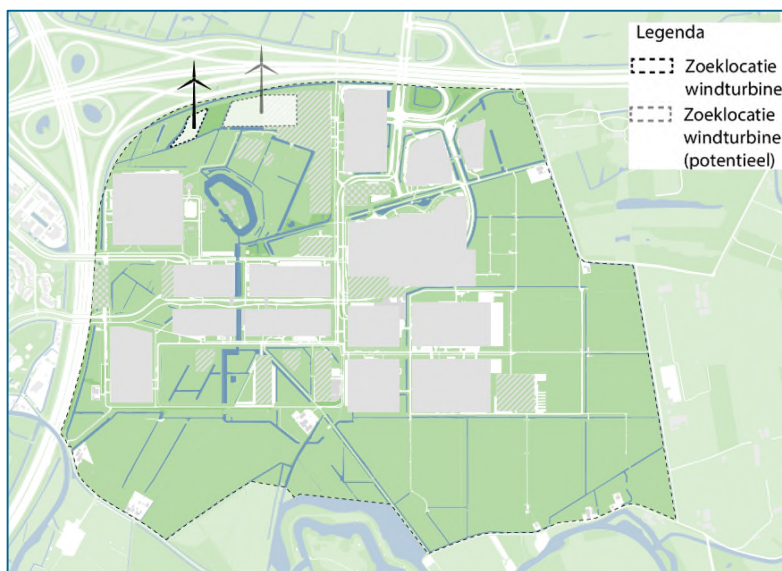 Legenda
Zoeklocatie
windturbine
Zoeklocatie
windturbine
(potentieel)